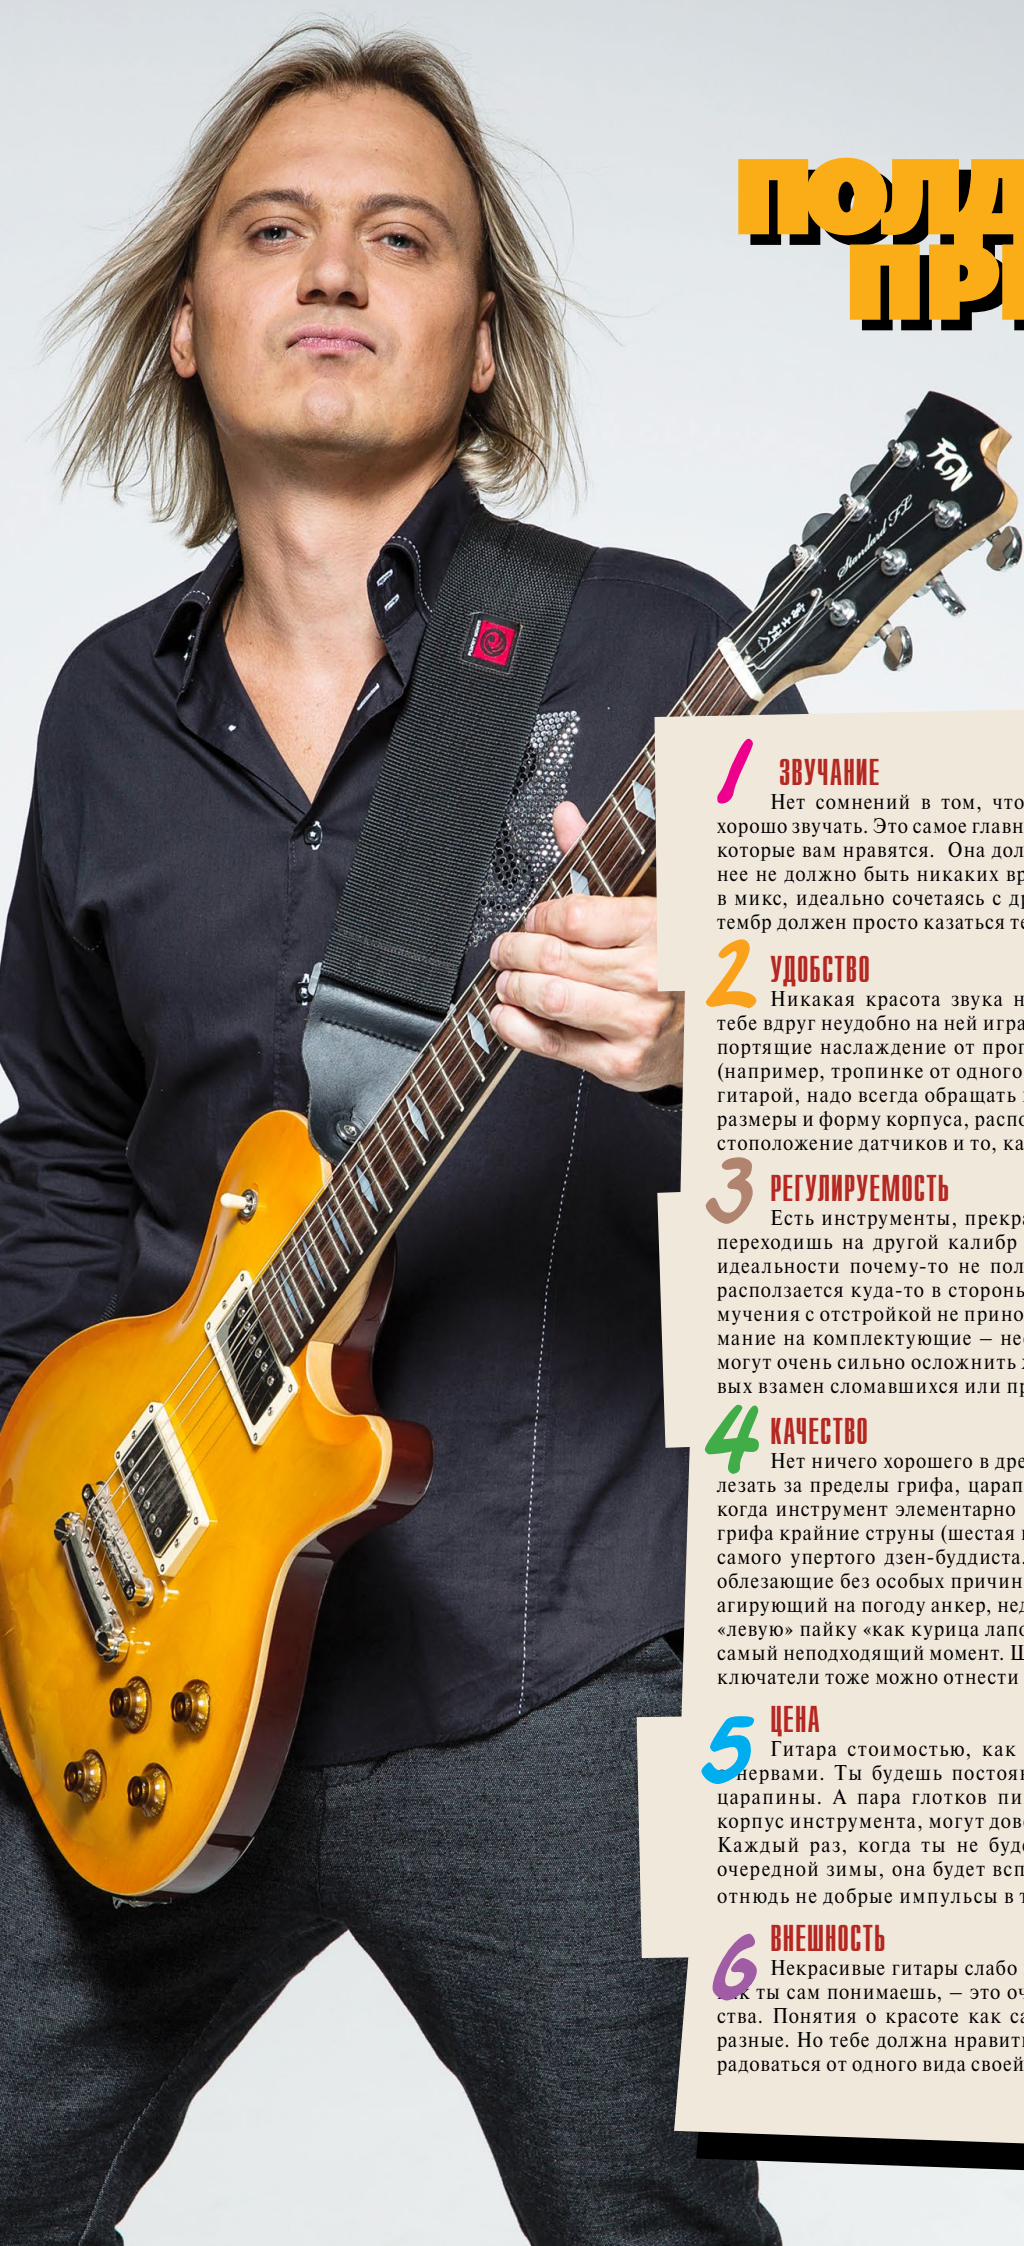 ПОЛД
ПРИ
FGN
Standard FL
1 ЗВУЧАНИЕ
Нет сомнений в том, что
хорошо звучать. Это самое главн
которые вам нравятся. Она дол
нее не должно быть никаких вр
в микс, идеально сочетаясь с др
тембр должен просто казаться те
2 УДОБСТВО
Никакая красота звука н
тебе вдруг неудобно на ней игра
портящие наслаждение от прог
(например, тропинке от одного
гитарой, надо всегда обращать
размеры и форму корпуса, распо
стоположение датчиков и то, ка
3 РЕГУЛИРУЕМОСТЬ
Есть инструменты, прекра
переходишь на другой калибр
идеальности почему-то не пол
расползается куда-то в стороны
мучения с отстройкой не прино
мание на комплектующие – нес
могут очень сильно осложнить ж
вых взамен сломавшихся или пр
4 КАЧЕСТВО
Нет ничего хорошего в дре
лезать за пределы грифа, царап
когда инструмент элементарно
грифа крайние струны (шестая и
самого упертого дзен-буддиста.
облезающие без особых причин
агирующий на погоду анкер, нед
«левую» пайку «как курица лапо
самый неподходящий момент. Ш
ключатели тоже можно отнести
5 ЦЕНА
Гитара стоимостью, как
нервами. Ты будешь постоян
царапины. А пара глотков пи
корпус инструмента, могут дов
Каждый раз, когда ты не буде
очередной зимы, она будет всп
отнюдь не добрые импульсы в т
6 ВНЕШНОСТЬ
Некрасивые гитары слабо
как ты сам понимаешь, – это оч
ства. Понятия о красоте как са
разные. Но тебе должна нравить
радоваться от одного вида своей